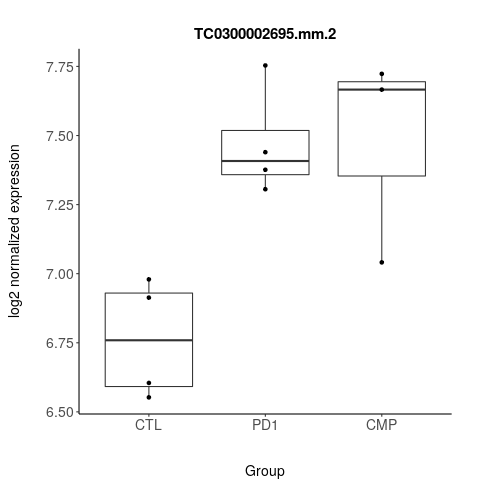 TC0300002695.mm.2
log2 normalized expression
7.75
7.50
7.25
7.00
6.75
6.50
CTL
PD1
CMP
Group